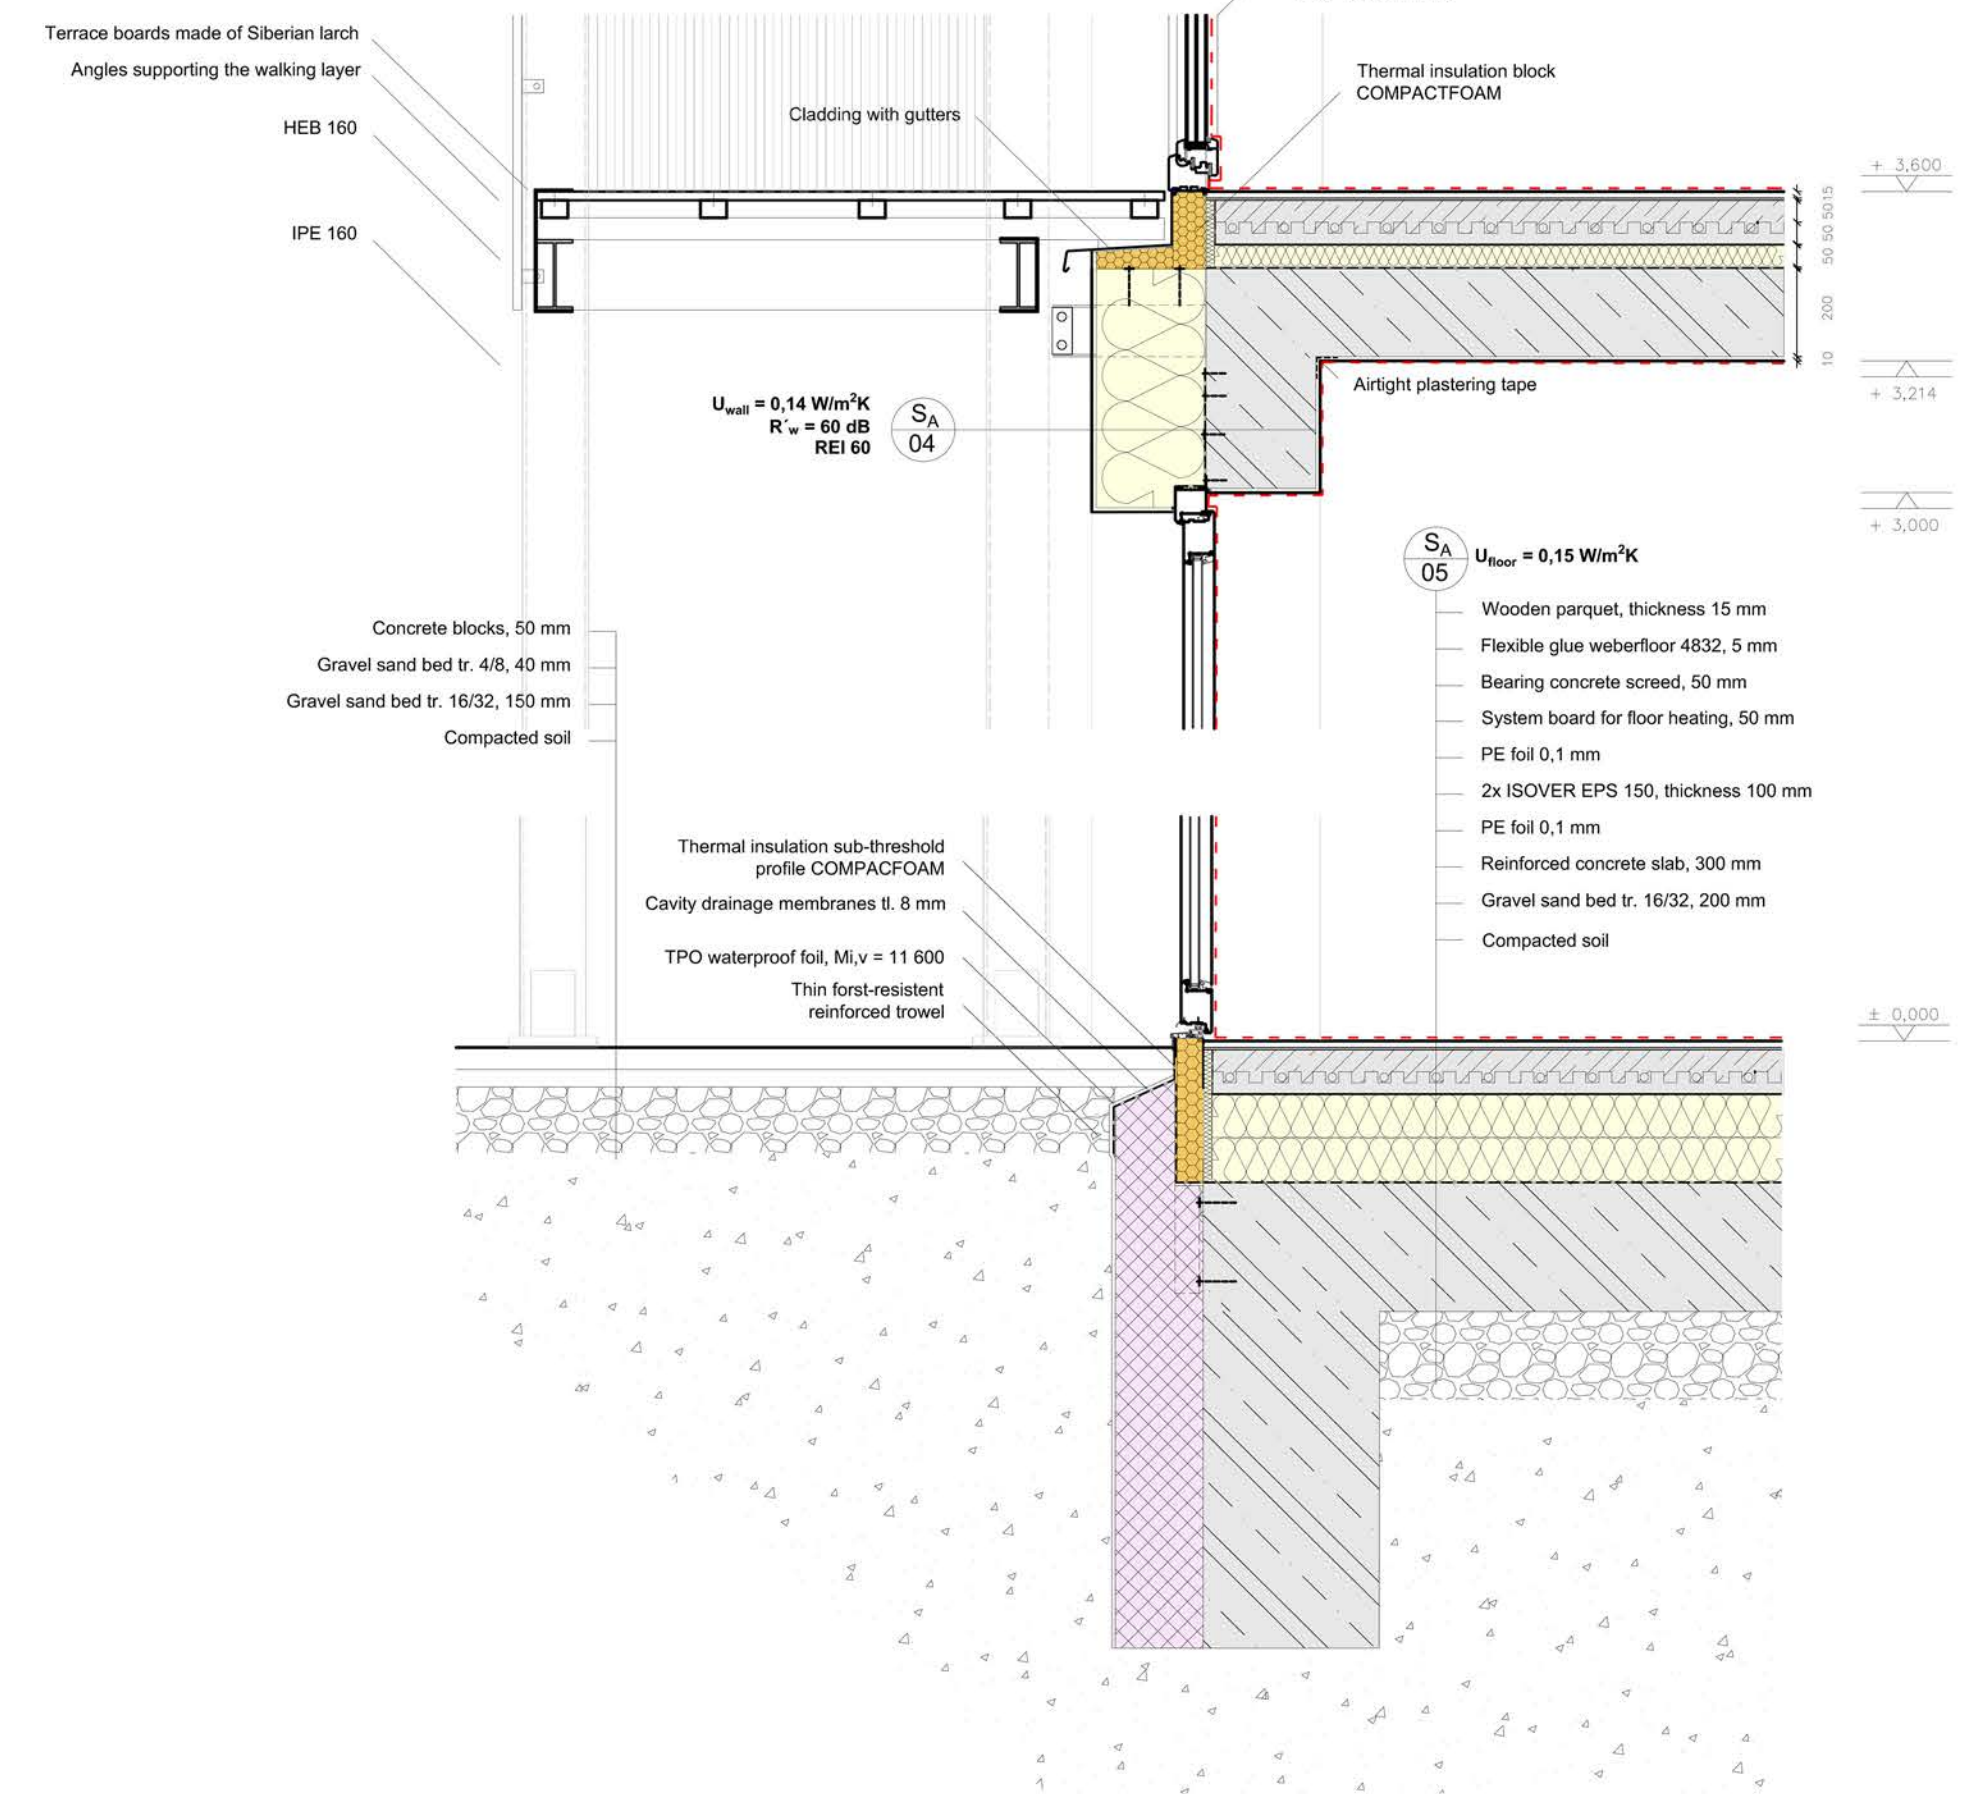 Terrace boards made of Siberian larch
Angles supporting the walking layer
HEB 160
IPE 160
Cladding with gutters
Thermal insulation block
COMPACTFOAM
+ 3,600
15
50
50
50
200
10
+ 3,214
Airtight plastering tape
+ 3,000
Uwall = 0,14 W/m²K
R´w = 60 dB
REI 60
SA
04
SA
05
Ufloor = 0,15 W/m²K
Wooden parquet, thickness 15 mm
Flexible glue weberfloor 4832, 5 mm
Bearing concrete screed, 50 mm
System board for floor heating, 50 mm
PE foil 0,1 mm
2x ISOVER EPS 150, thickness 100 mm
PE foil 0,1 mm
Reinforced concrete slab, 300 mm
Gravel sand bed tr. 16/32, 200 mm
Compacted soil
Concrete blocks, 50 mm
Gravel sand bed tr. 4/8, 40 mm
Gravel sand bed tr. 16/32, 150 mm
Compacted soil
Thermal insulation sub-threshold
profile COMPACFOAM
Cavity drainage membranes tl. 8 mm
TPO waterproof foil, Mi,v = 11 600
Thin forst-resistent
reinforced trowel
± 0,000